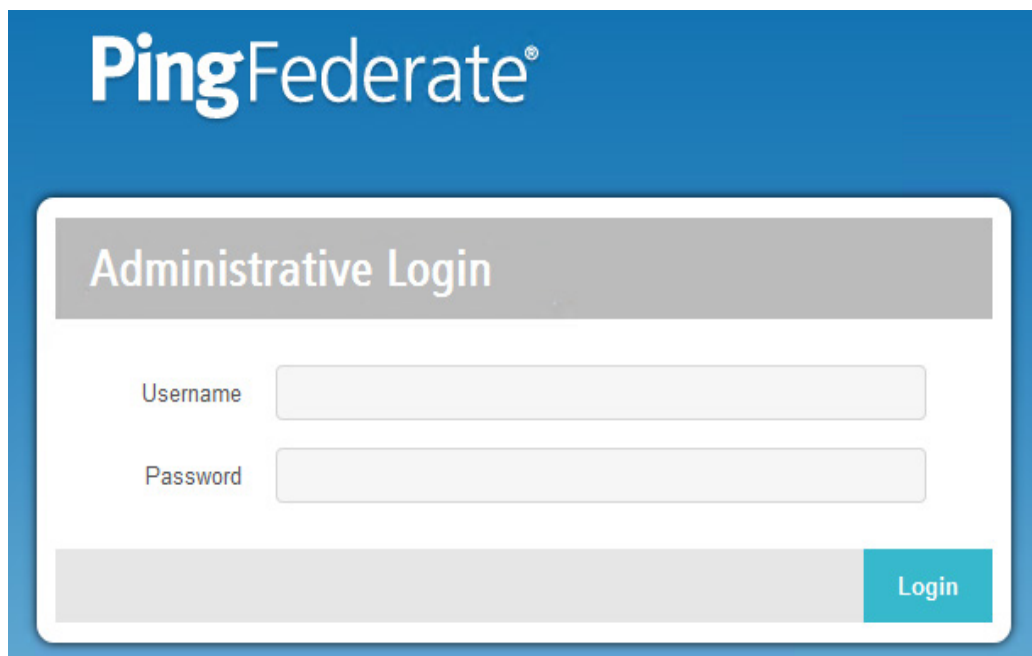 PingFederate®
Administrative Login
Username
Password
Login